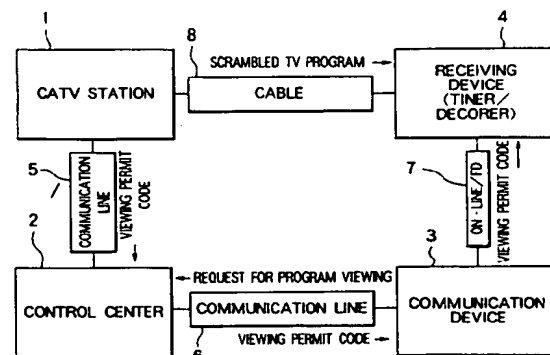 1
CATV STATION
8
SCRAMBLED TV PROGRAM →
CABLE
4
RECEIVING
DEVICE
(TINER/
DECORER)
5
COMMUNICATION
LINE
VIEWING PERMIT
CODE
→
7
ON-LINE/FD
VIEWING PERMIT CODE
→
2
CONTROL CENTER
← REQUEST FOR PROGRAM VIEWING
COMMUNICATION LINE
6
VIEWING PERMIT CODE →
3
COMMUNICATION
DEVICE